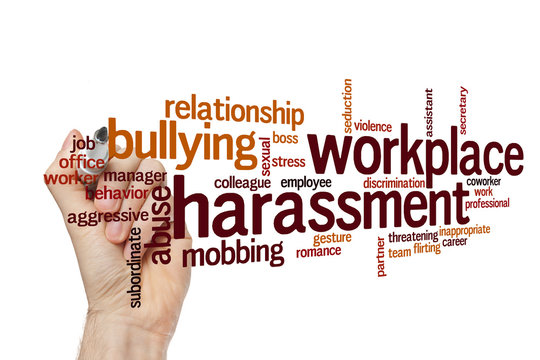 relationship
seduction
violence
assistant
secretary
job
bullying
sexual
boss
stress
workplace
office
worker
manager
colleague
employee
discrimination
coworker
behavior
work
professional
aggressive
abuse
harassment
subordinate
mobbing
gesture
romance
partner
threatening
inappropriate
team
flirting
career